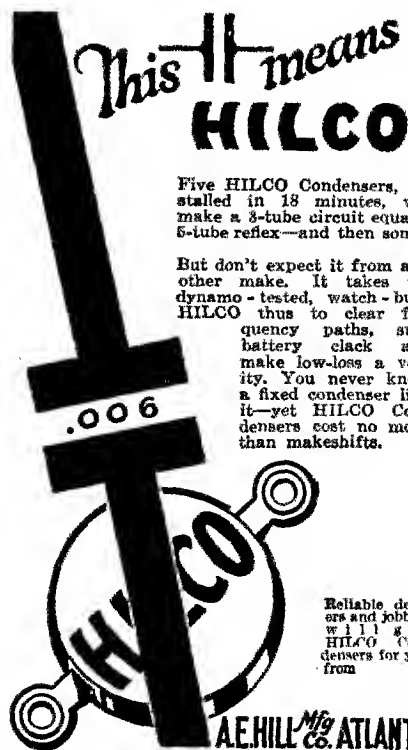 This means
HILCO
Five HILCO Condensers,
stalled in 18 minutes,
make a 3-tube circuit equa
5-tube reflex—and then som
But don't expect it from a
other make. It takes
dynamo-tested, watch-bu
HILCO thus to clear f
quency paths, su
battery clack a
make low-loss a v
ity. You never kn
a fixed condenser li
it—yet HILCO Co
densers cost no mo
than makeshifts.
.006
HILCO
Reliable de
ers and jobb
will g
HILCO C
densers for y
from
A.E.HILL Mfg Co. ATLANT